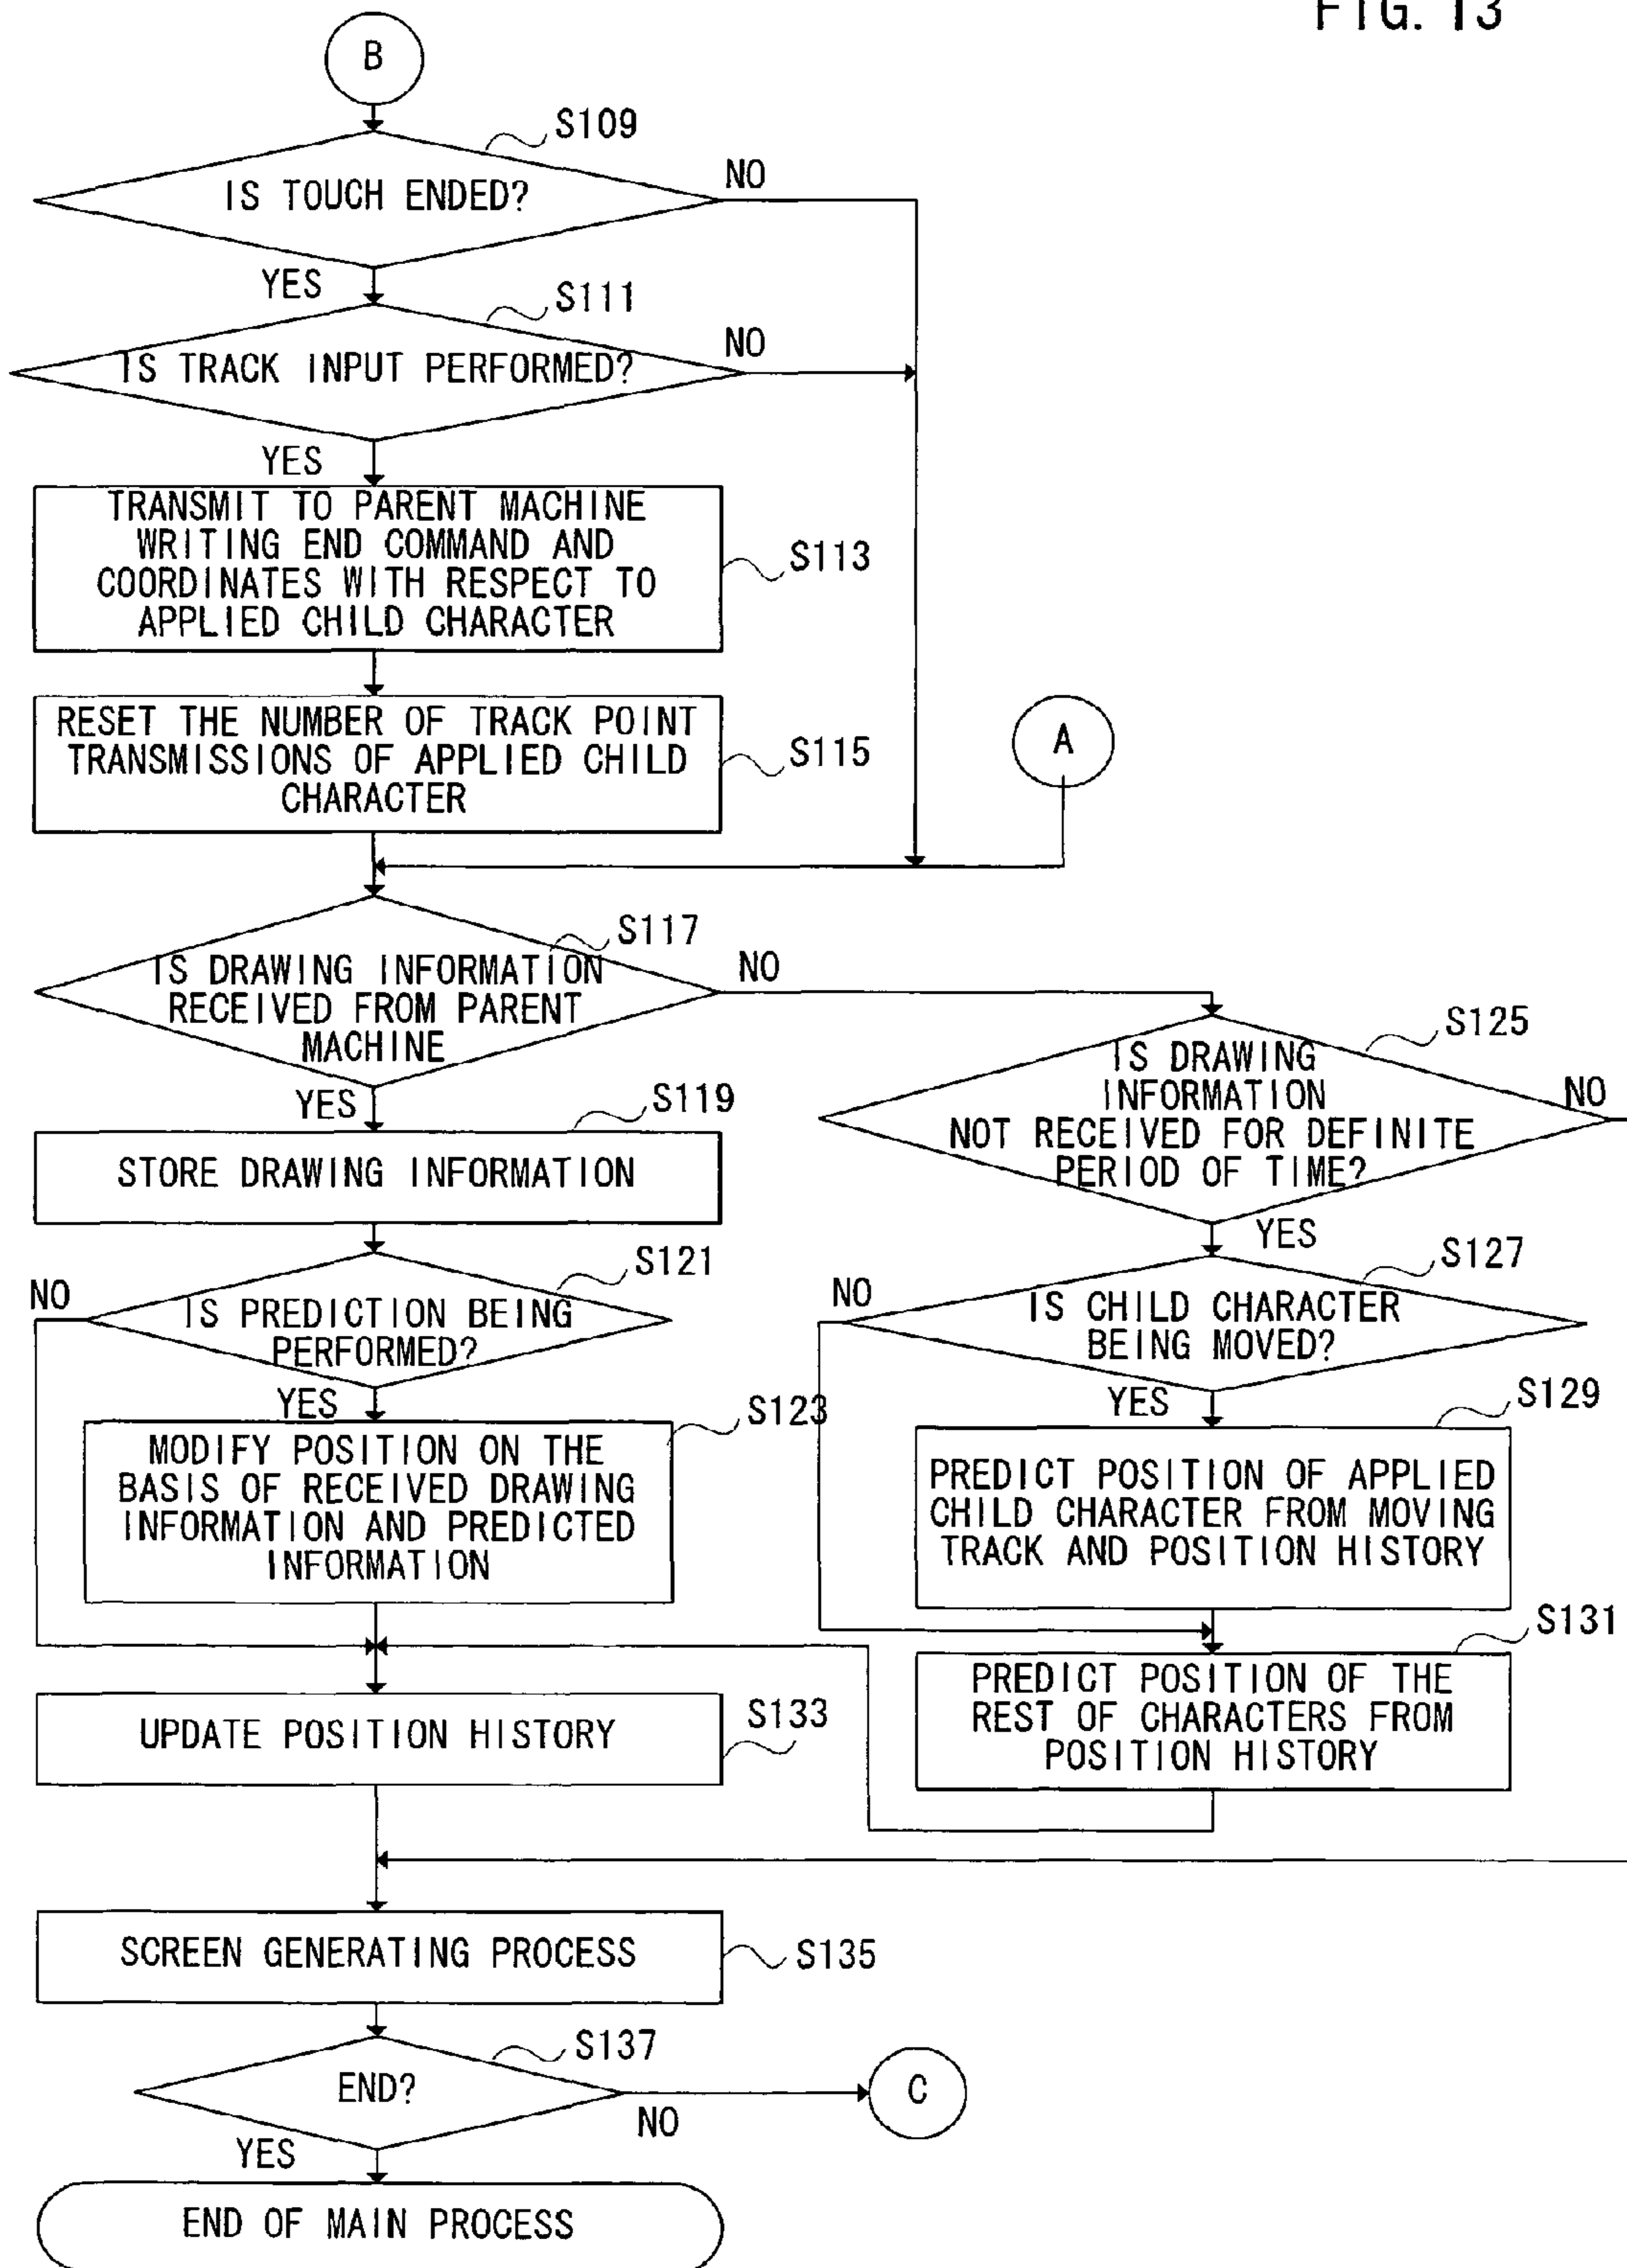 FIG. 13
B
S109
IS TOUCH ENDED?
NO
YES
S111
IS TRACK INPUT PERFORMED?
NO
YES
TRANSMIT TO PARENT MACHINE
WRITING END COMMAND AND
COORDINATES WITH RESPECT TO
APPLIED CHILD CHARACTER
S113
RESET THE NUMBER OF TRACK POINT
TRANSMISSIONS OF APPLIED CHILD
CHARACTER
S115
A
S117
IS DRAWING INFORMATION
RECEIVED FROM PARENT
MACHINE
NO
YES
S119
STORE DRAWING INFORMATION
S121
NO
IS PREDICTION BEING
PERFORMED?
YES
S123
MODIFY POSITION ON THE
BASIS OF RECEIVED DRAWING
INFORMATION AND PREDICTED
INFORMATION
S125
IS DRAWING
INFORMATION
NOT RECEIVED FOR DEFINITE
PERIOD OF TIME?
NO
YES
S127
NO
IS CHILD CHARACTER
BEING MOVED?
YES
S129
PREDICT POSITION OF APPLIED
CHILD CHARACTER FROM MOVING
TRACK AND POSITION HISTORY
S131
PREDICT POSITION OF THE
REST OF CHARACTERS FROM
POSITION HISTORY
UPDATE POSITION HISTORY
S133
SCREEN GENERATING PROCESS
S135
S137
END?
NO
C
YES
END OF MAIN PROCESS